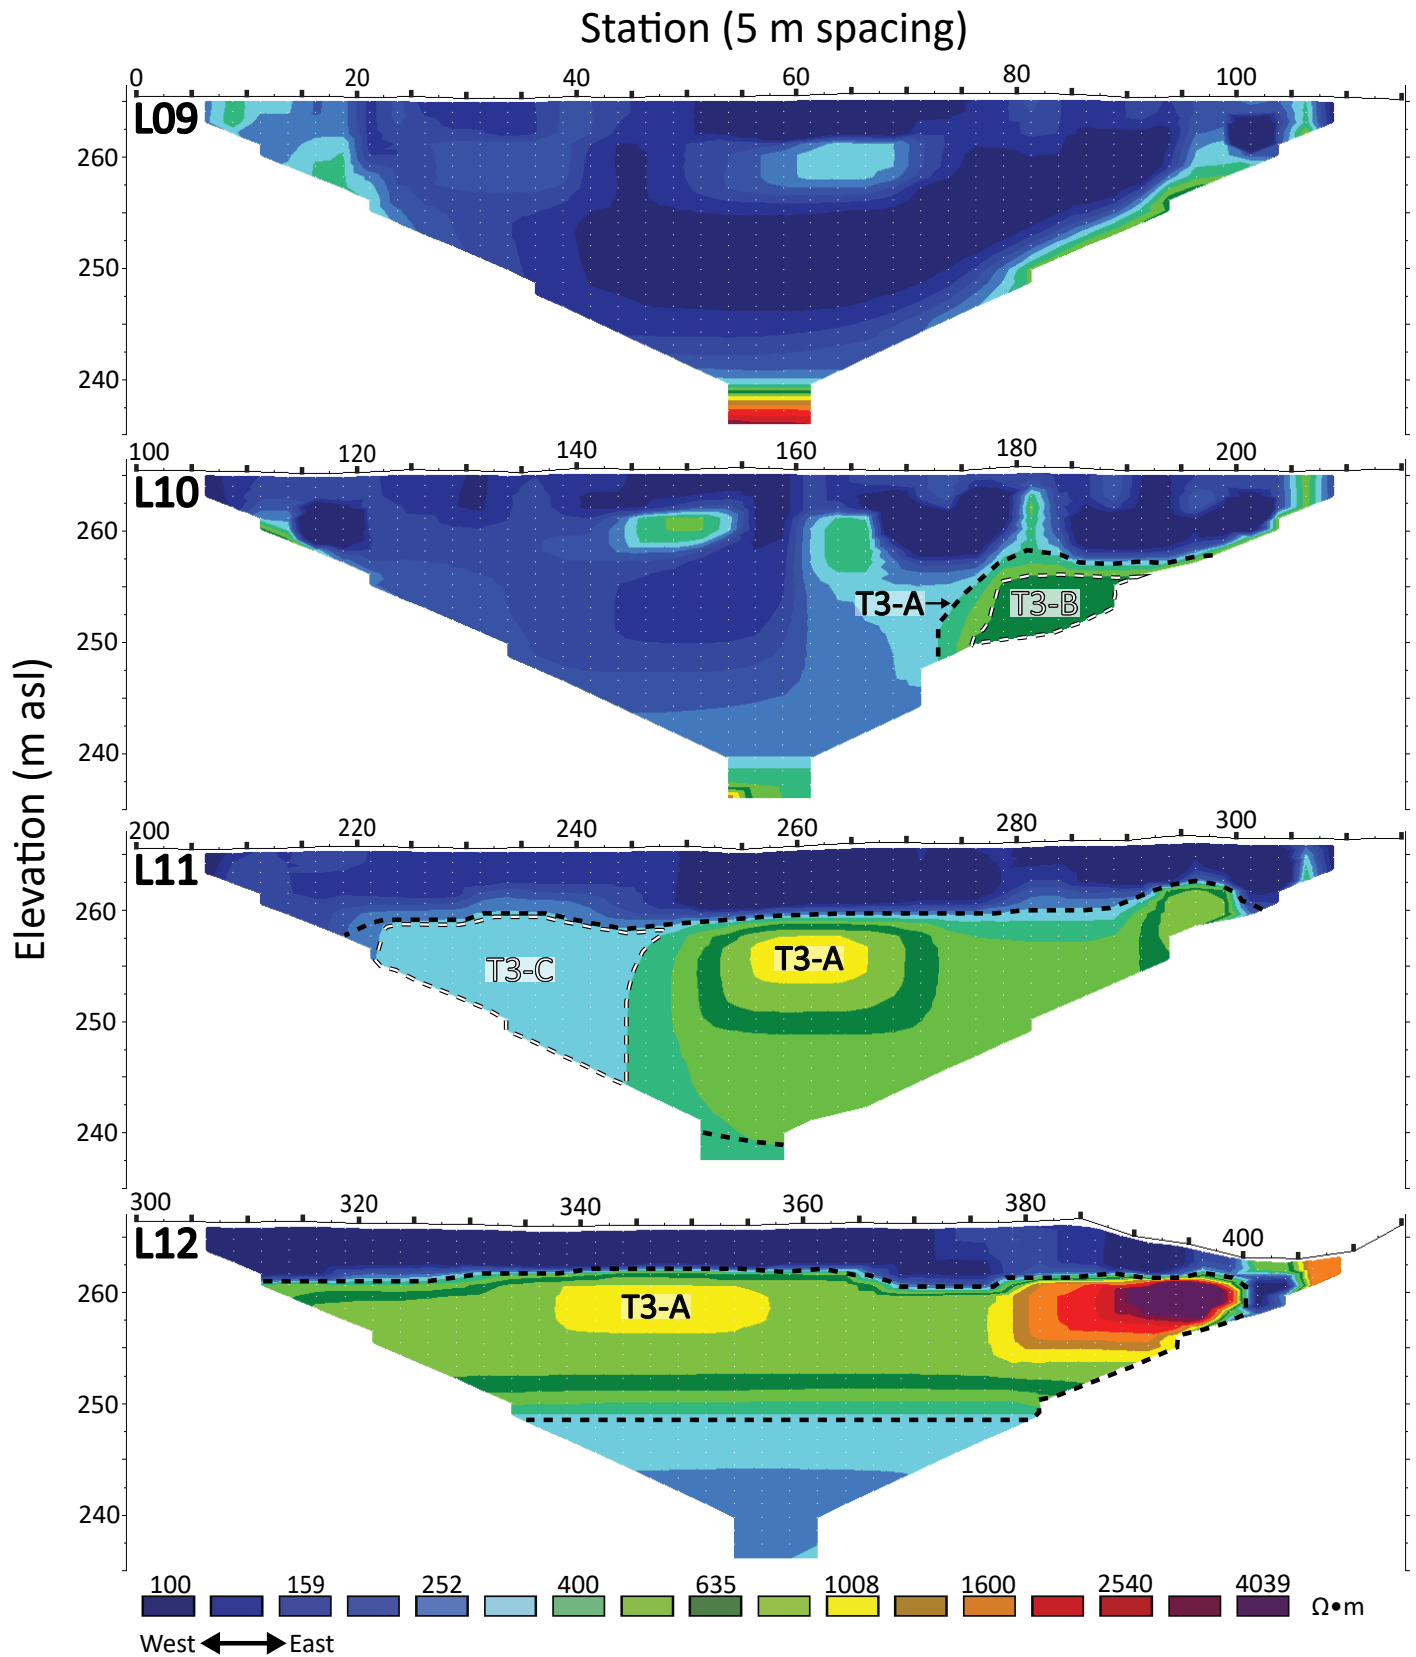 Station (5 m spacing)
0 20 40 60 80 100
L09
260
250
240
100 120 140 160 180 200
L10
260
T3-A T3-B
250
240
Elevation (m asl)
200 220 240 260 280 300
L11
260
T3-C T3-A
250
240
300 320 340 360 380 400
L12
260
T3-A
250
240
100 159 252 400 635 1008 1600 2540 4039 Ω•m
West East